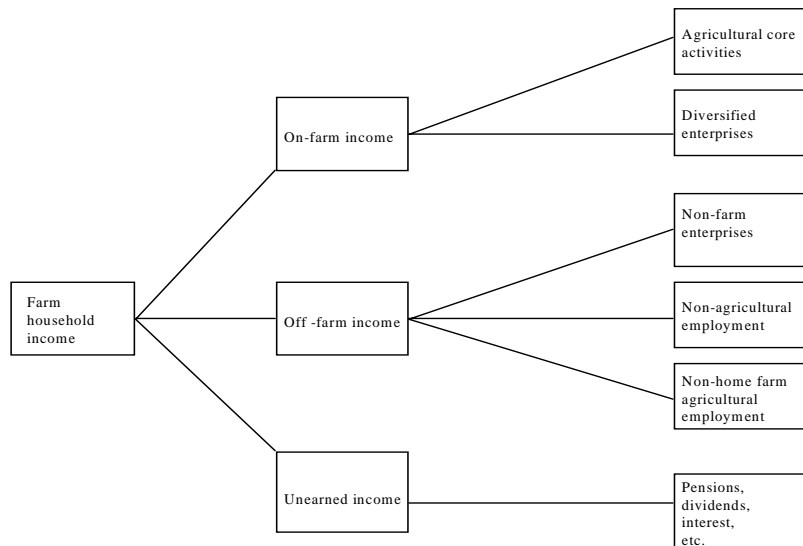 Agricultural core
activities
On-farm income
Diversified
enterprises
Non-farm
enterprises
Farm
household
income
Off -farm income
Non-agricultural
employment
Non-home farm
agricultural
employment
Unearned income
Pensions,
dividends,
interest,
etc.